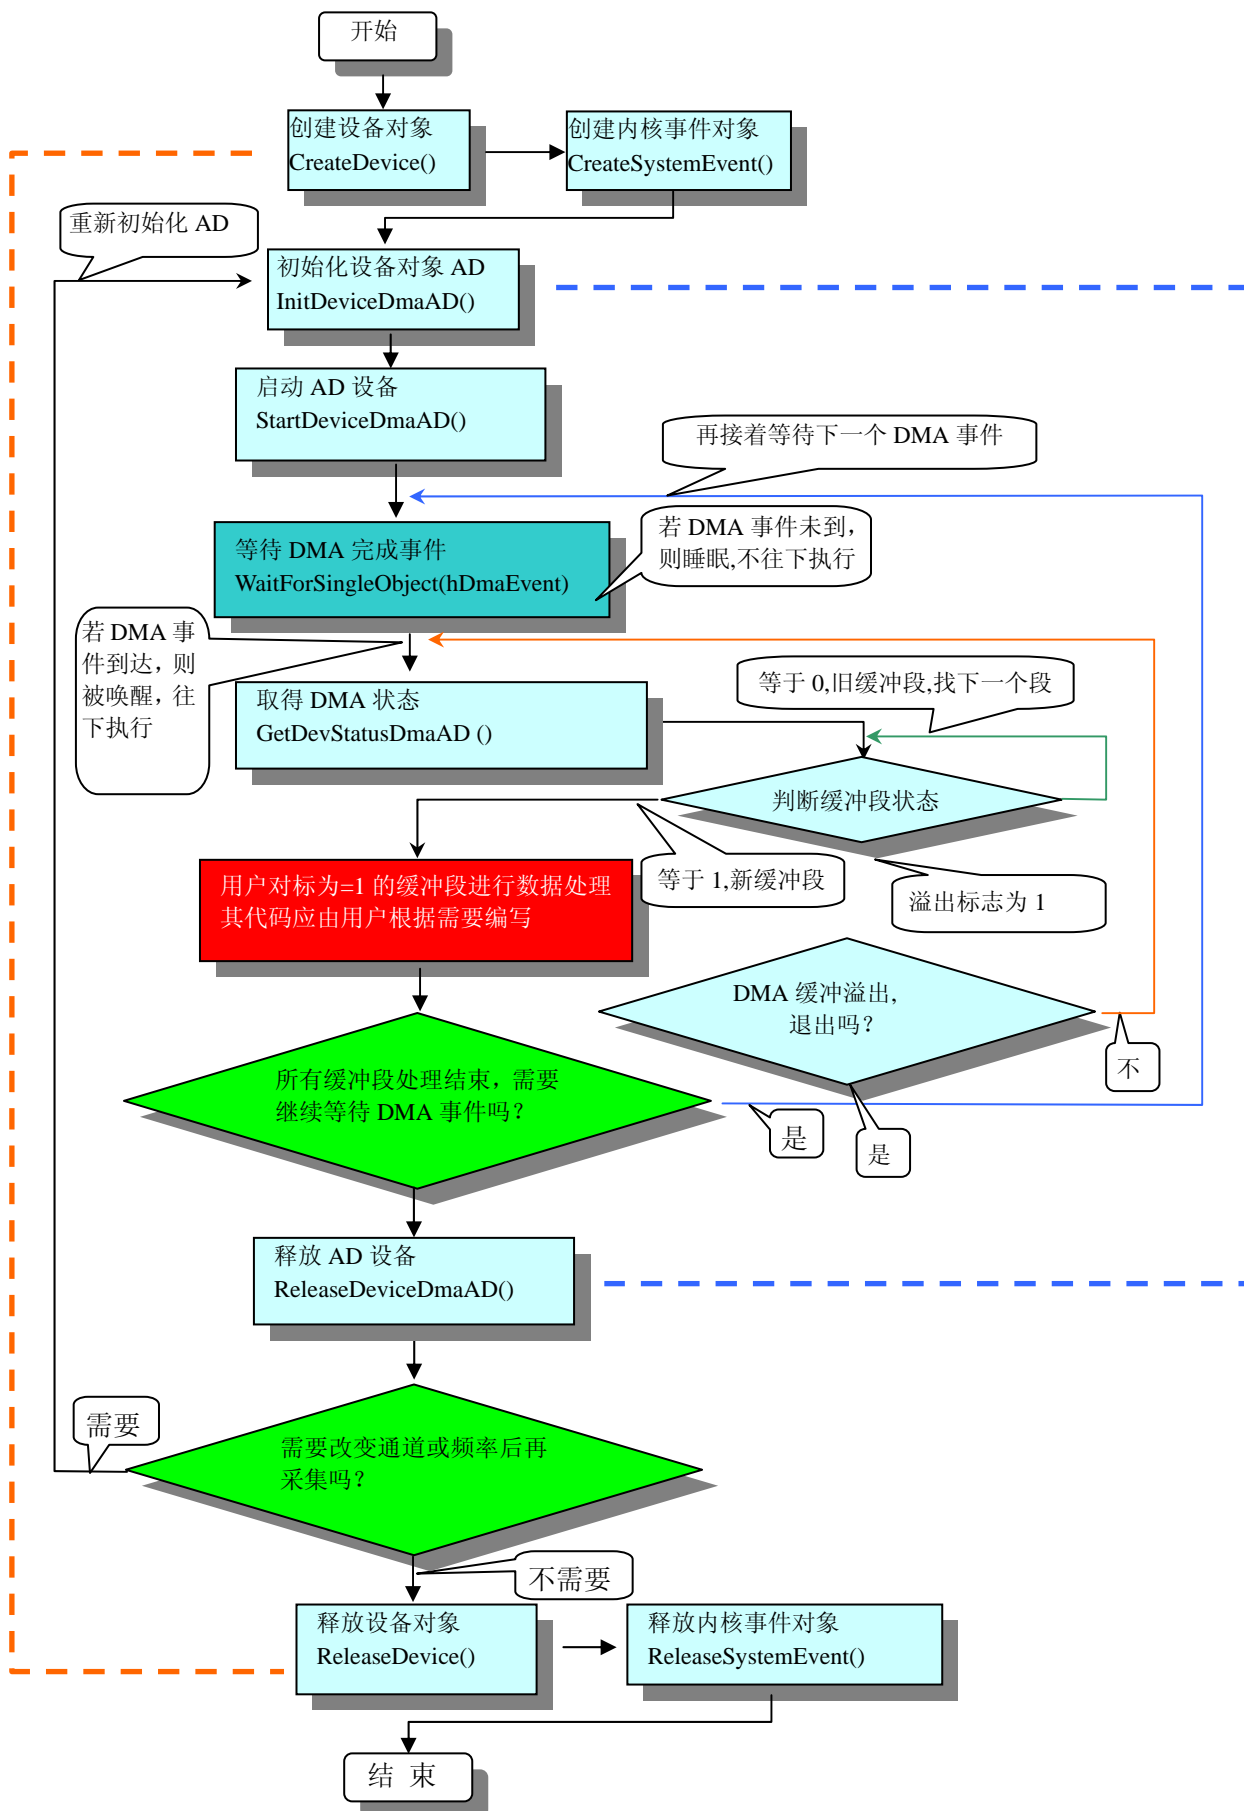 开始
创建设备对象
CreateDevice()
创建内核事件对象
CreateSystemEvent()
重新初始化 AD
初始化设备对象 AD
InitDeviceDmaAD()
启动 AD 设备
StartDeviceDmaAD()
再接着等待下一个 DMA 事件
等待 DMA 完成事件
WaitForSingleObject(hDmaEvent)
若 DMA 事件未到，
则睡眠,不往下执行
若 DMA 事
件到达，则
被唤醒，往
下执行
取得 DMA 状态
GetDevStatusDmaAD ()
等于 0,旧缓冲段,找下一个段
判断缓冲段状态
用户对标为=1 的缓冲段进行数据处理
其代码应由用户根据需要编写
等于 1,新缓冲段
溢出标志为 1
DMA 缓冲溢出,
退出吗？
不
所有缓冲段处理结束，需要
继续等待 DMA 事件吗？
是
是
释放 AD 设备
ReleaseDeviceDmaAD()
需要
需要改变通道或频率后再
采集吗？
不需要
释放设备对象
ReleaseDevice()
释放内核事件对象
ReleaseSystemEvent()
结 束